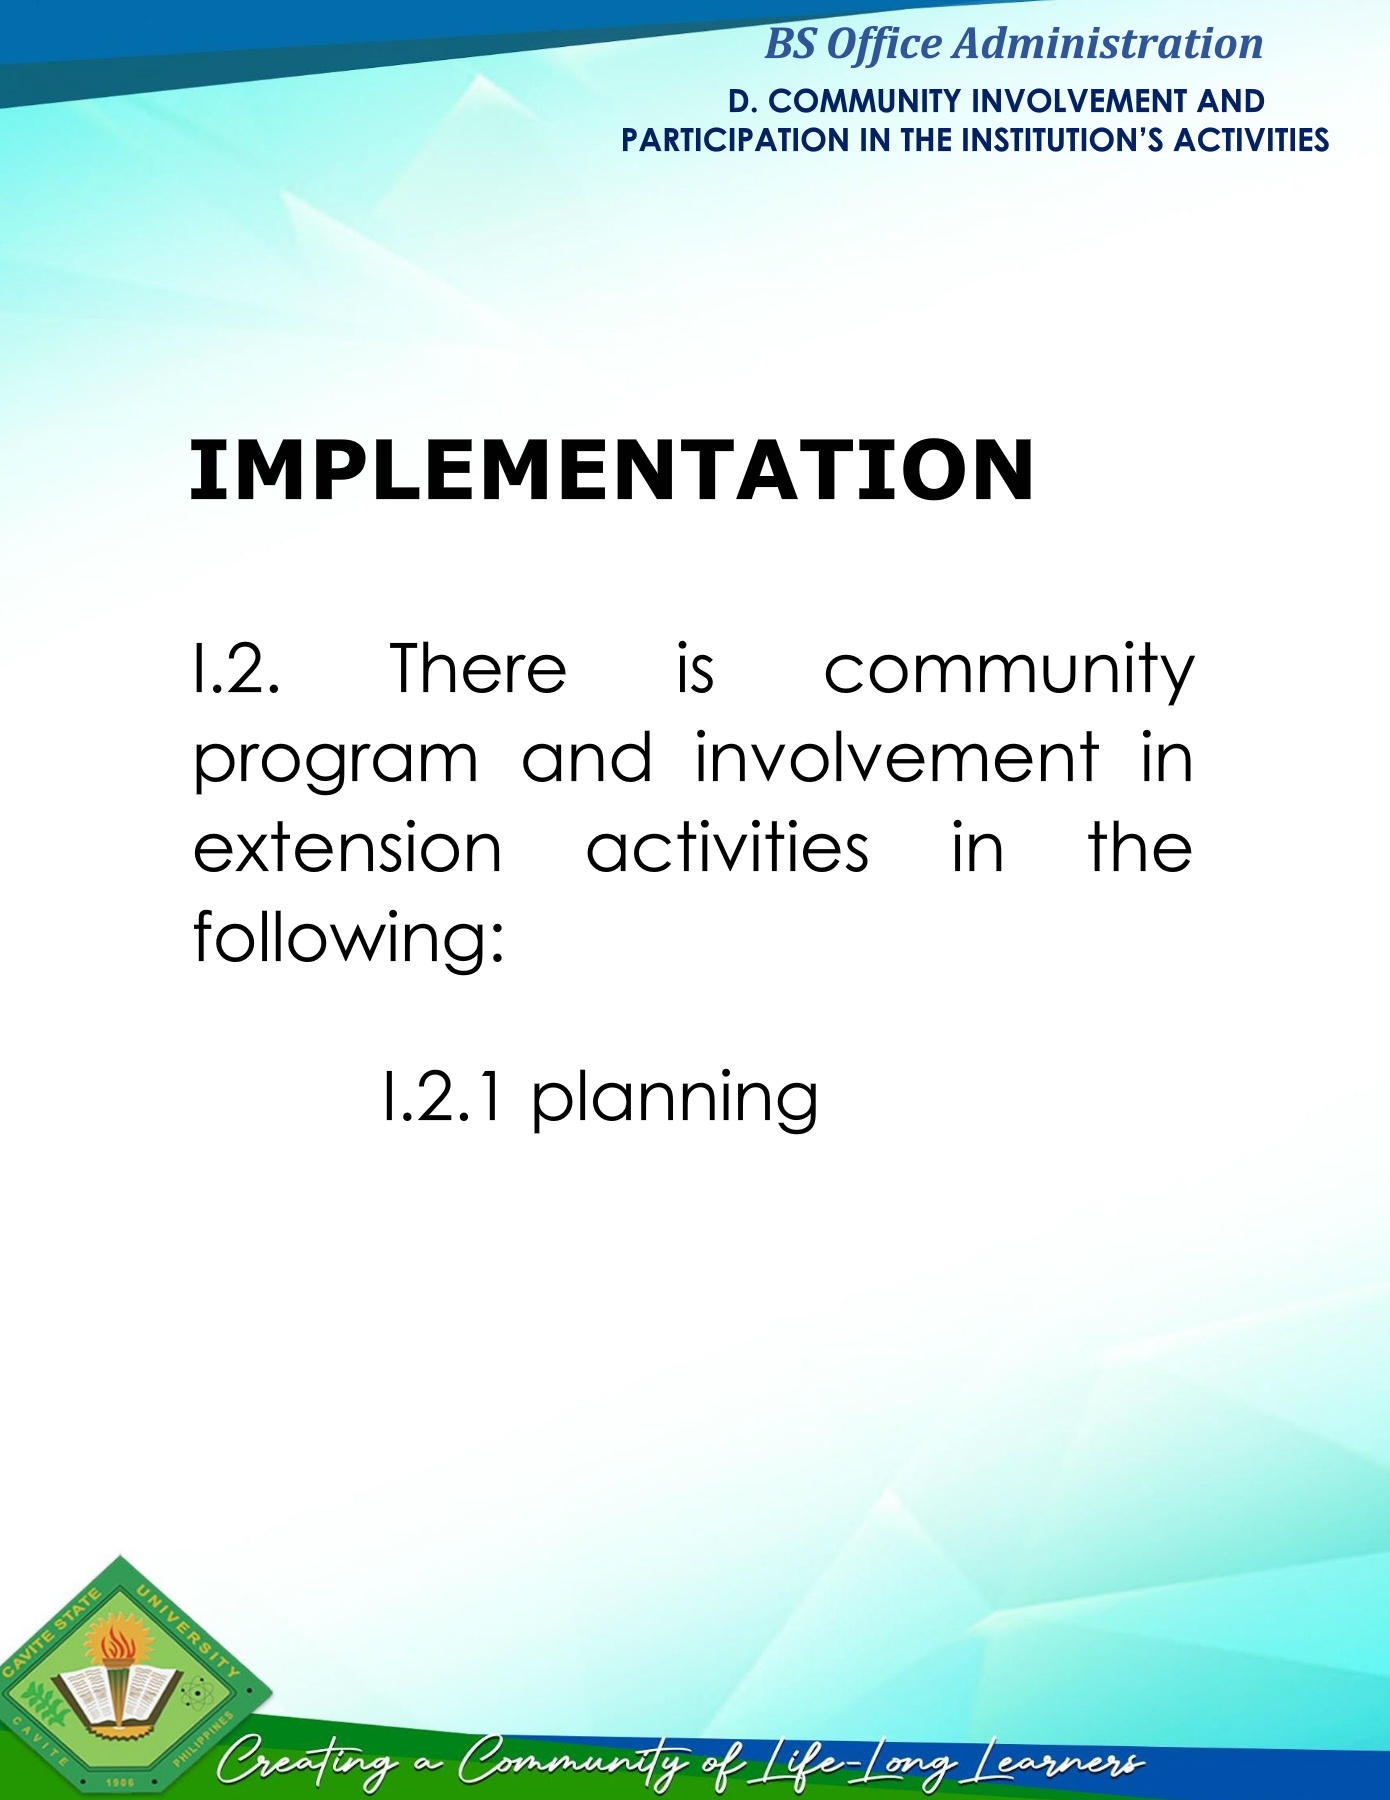 BS Office Administration
D. COMMUNITY INVOLVEMENT AND
PARTICIPATION IN THE INSTITUTION’S ACTIVITIES
IMPLEMENTATION
I.2. There is community
program and involvement in
extension activities in the
following:
I.2.1 planning
CAVITE STATE UNIVERSITY
CAVITE PHILIPPINES
1906
Creating a Community of Life-Long Learners